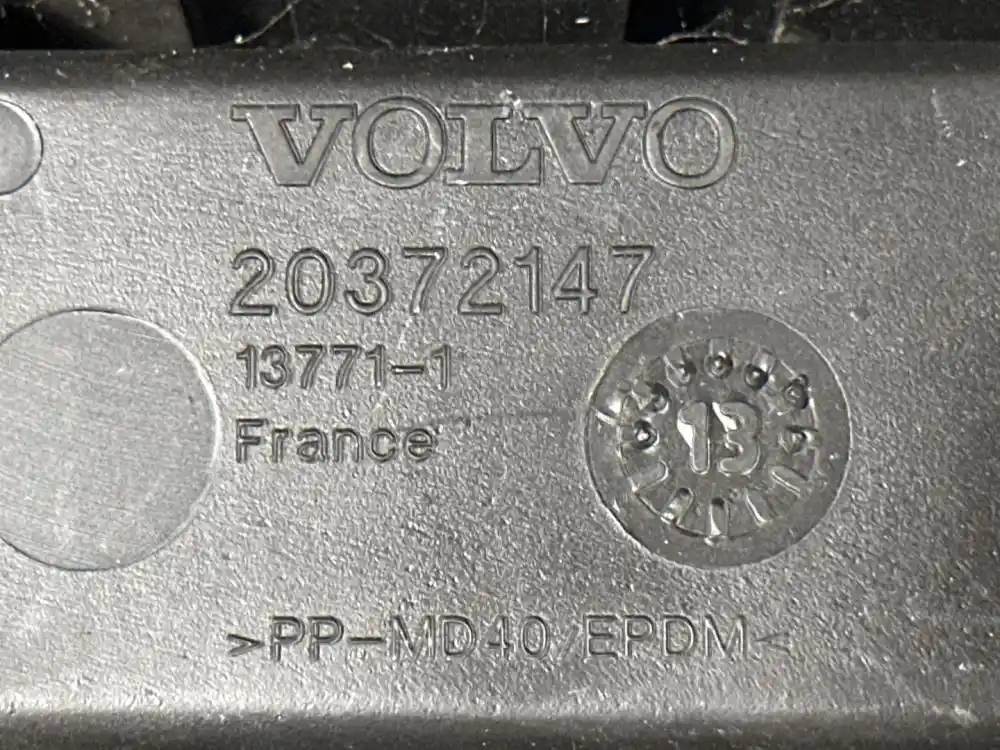 VOLVO
20372147
13771-1
France
13
>PP-MD40/EPDM<